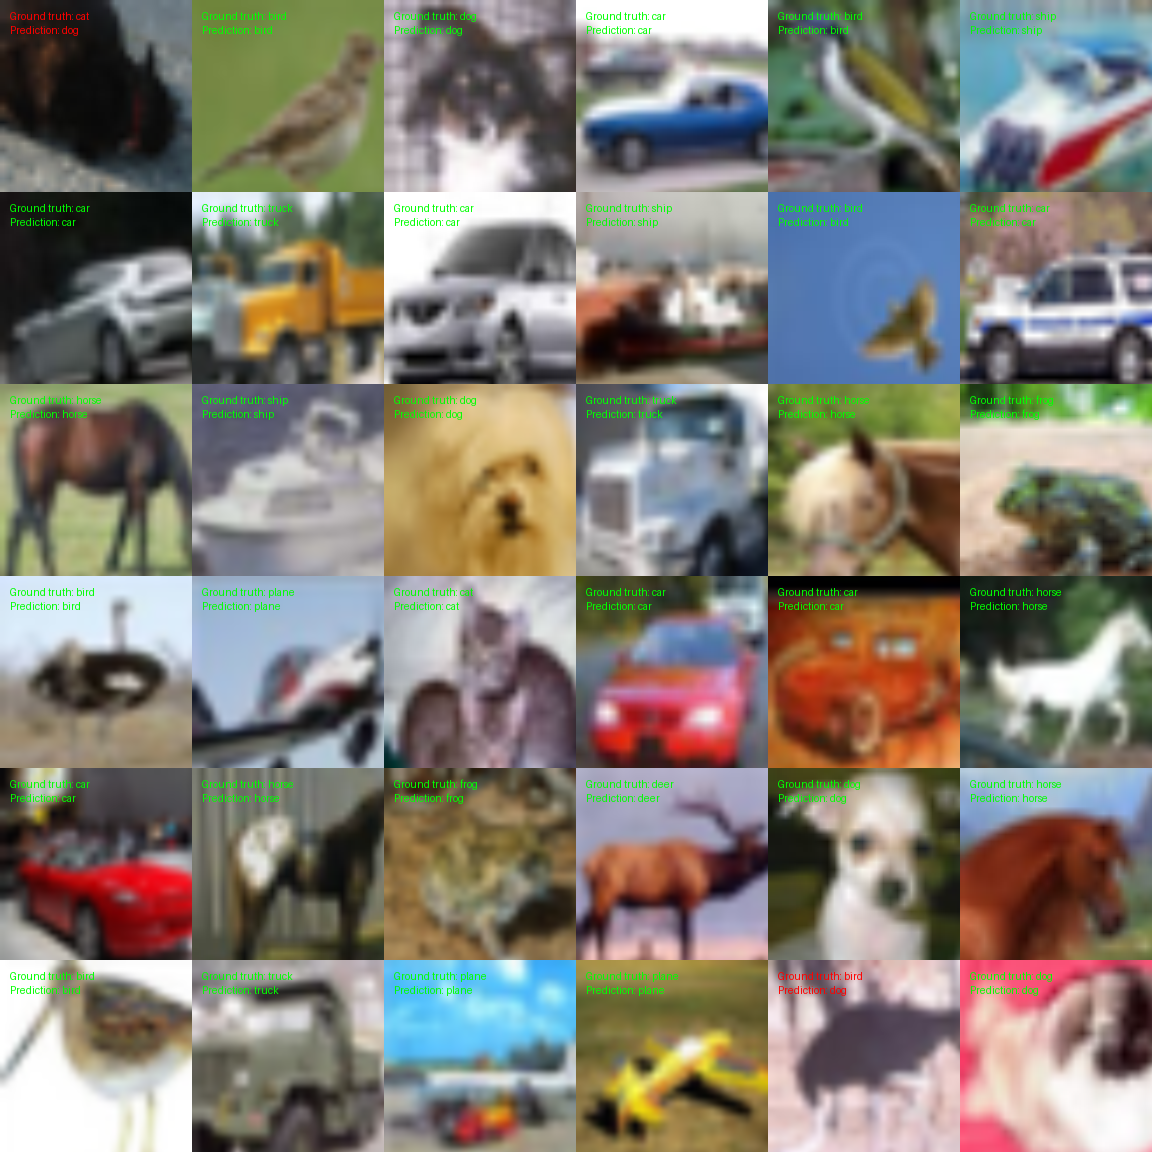 Ground truth: cat
Prediction: dog
Ground truth: bird
Prediction: bird
Ground truth: dog
Prediction: dog
Ground truth: car
Prediction: car
Ground truth: bird
Prediction: bird
Ground truth: ship
Prediction: ship
Ground truth: car
Prediction: car
Ground truth: truck
Prediction: truck
Ground truth: car
Prediction: car
Ground truth: ship
Prediction: ship
Ground truth: bird
Prediction: bird
Ground truth: car
Prediction: car
Ground truth: horse
Prediction: horse
Ground truth: ship
Prediction: ship
Ground truth: dog
Prediction: dog
Ground truth: truck
Prediction: truck
Ground truth: horse
Prediction: horse
Ground truth: frog
Prediction: frog
Ground truth: bird
Prediction: bird
Ground truth: plane
Prediction: plane
Ground truth: cat
Prediction: cat
Ground truth: car
Prediction: car
Ground truth: car
Prediction: car
Ground truth: horse
Prediction: horse
Ground truth: car
Prediction: car
Ground truth: horse
Prediction: horse
Ground truth: frog
Prediction: frog
Ground truth: deer
Prediction: deer
Ground truth: dog
Prediction: dog
Ground truth: horse
Prediction: horse
Ground truth: bird
Prediction: bird
Ground truth: truck
Prediction: truck
Ground truth: plane
Prediction: plane
Ground truth: plane
Prediction: plane
Ground truth: bird
Prediction: dog
Ground truth: dog
Prediction: dog